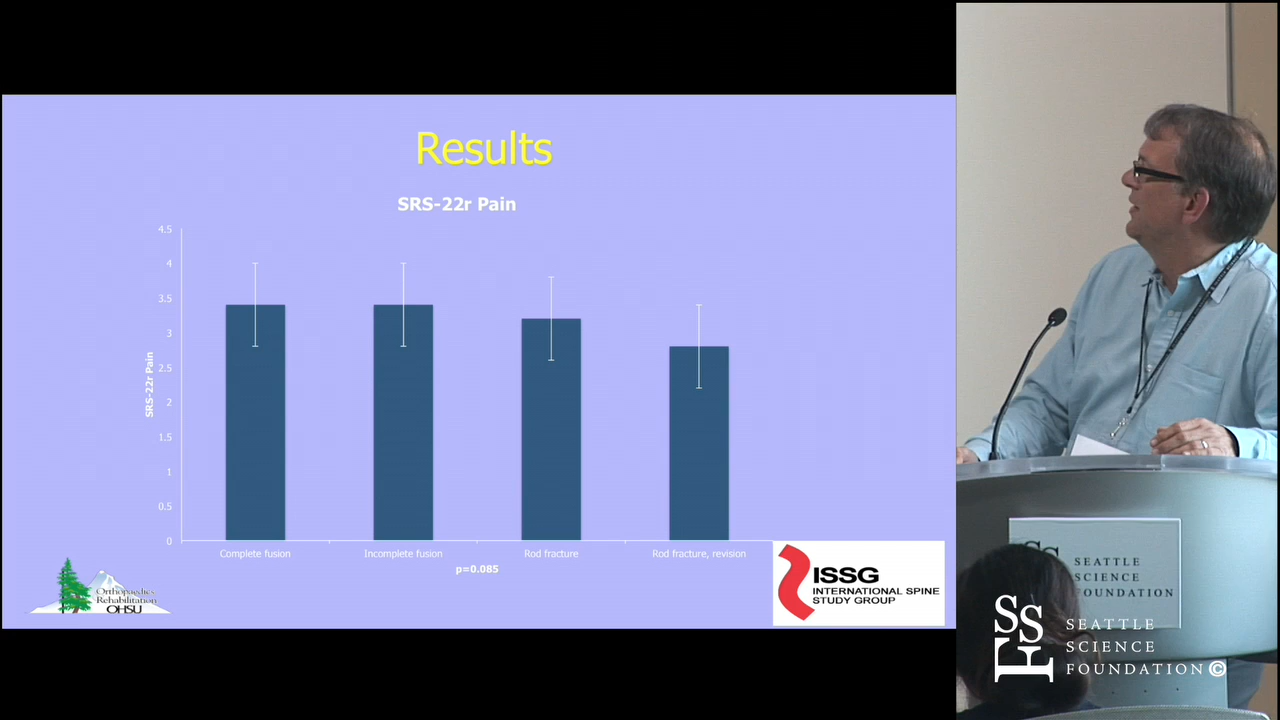 Results
SRS-22r Pain
4.5
4
3.5
3
2.5
2
1.5
1
0.5
0
SRS-22r Pain
Complete fusion
Incomplete fusion
Rod fracture
Rod fracture, revision
p=0.085
Orthopaedics
Rehabilitation
OHSU
ISSG
INTERNATIONAL SPINE
STUDY GROUP
SEATTLE
SCIENCE
FOUNDATION
SSF
SEATTLE
SCIENCE
FOUNDATION©